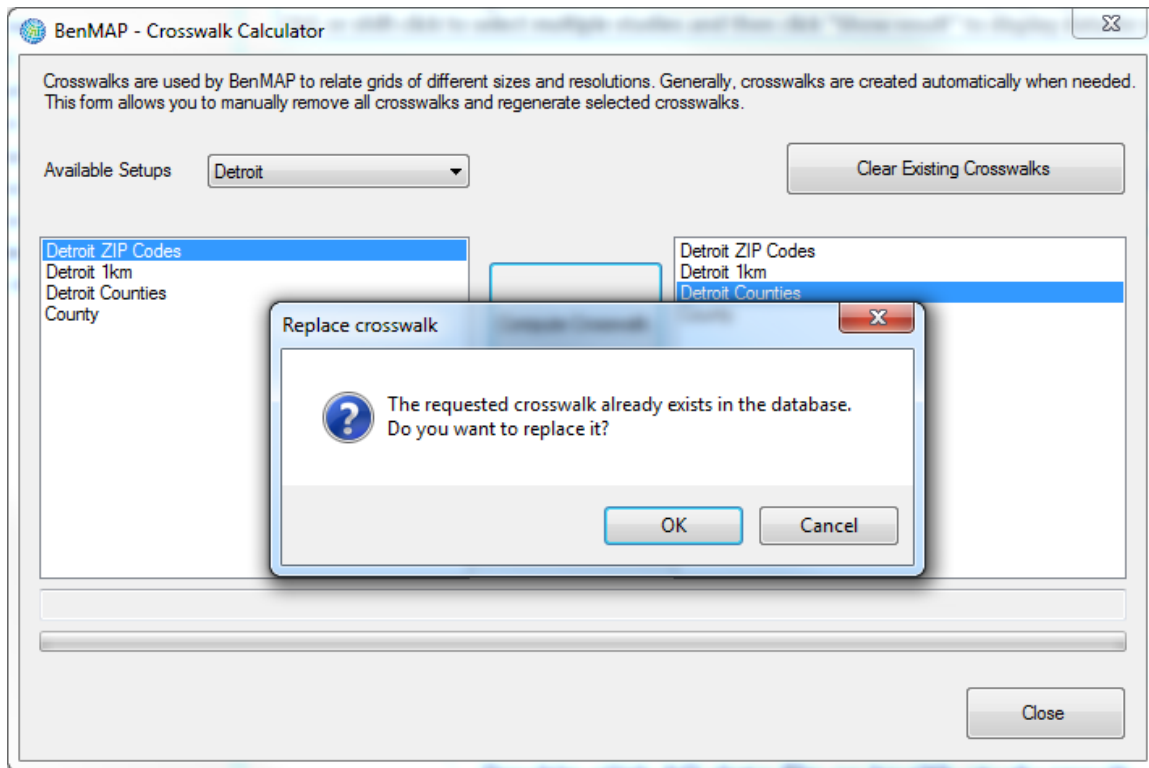 BenMAP - Crosswalk Calculator
Crosswalks are used by BenMAP to relate grids of different sizes and resolutions. Generally, crosswalks are created automatically when needed.
This form allows you to manually remove all crosswalks and regenerate selected crosswalks.
Available Setups
Detroit
Clear Existing Crosswalks
Detroit ZIP Codes
Detroit 1km
Detroit Counties
County
Detroit ZIP Codes
Detroit 1km
Detroit Counties
County
Compute Crosswalk
Replace crosswalk
The requested crosswalk already exists in the database.
Do you want to replace it?
OK
Cancel
Close